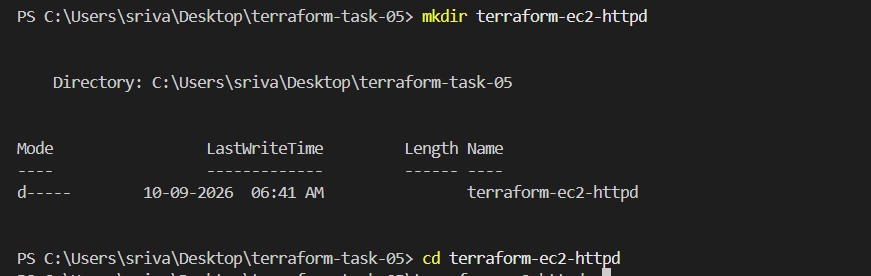 PS C:\Users\sriva\Desktop\terraform-task-05> mkdir terraform-ec2-httpd
Directory: C:\Users\sriva\Desktop\terraform-task-05
Mode LastWriteTime Length Name
---- ------------- ------ ----
d----- 10-09-2026 06:41 AM terraform-ec2-httpd
PS C:\Users\sriva\Desktop\terraform-task-05> cd terraform-ec2-httpd